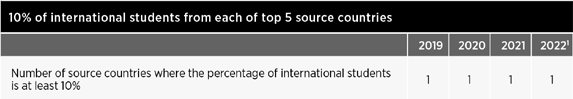 10% of international students from each of top 5 source countries
2019 2020 2021 2022¹
Number of source countries where the percentage of international students
is at least 10%
1 1 1 1